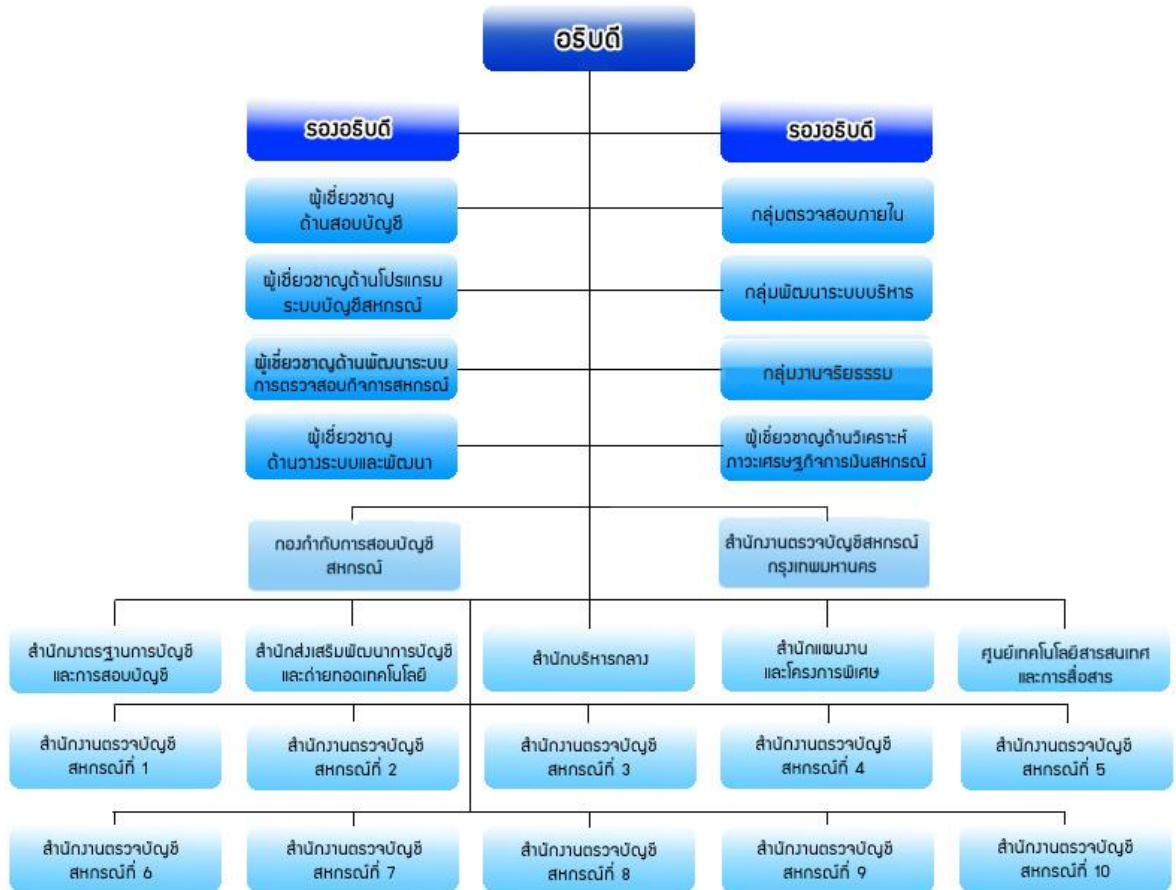 อธิบดี
รองอธิบดี
รองอธิบดี
ผู้เชี่ยวชาญ
ด้านสอบบัญชี
กลุ่มตรวจสอบภายใน
ผู้เชี่ยวชาญด้านโปรแกรม
ระบบบัญชีสหกรณ์
กลุ่มพัฒนาระบบบริหาร
ผู้เชี่ยวชาญด้านพัฒนาระบบ
การตรวจสอบกิจการสหกรณ์
กลุ่มงานจริยธรรม
ผู้เชี่ยวชาญ
ด้านวางระบบและพัฒนา
ผู้เชี่ยวชาญด้านวิเคราะห์
ภาวะเศรษฐกิจการเงินสหกรณ์
กองกำกับการสอบบัญชี
สหกรณ์
สำนักงานตรวจบัญชีสหกรณ์
กรุงเทพมหานคร
สำนักมาตรฐานการบัญชี
และการสอบบัญชี
สำนักส่งเสริมพัฒนาการบัญชี
และถ่ายทอดเทคโนโลยี
สำนักบริหารกลาง
สำนักแผนงาน
และโครงการพิเศษ
ศูนย์เทคโนโลยีสารสนเทศ
และการสื่อสาร
สำนักงานตรวจบัญชี
สหกรณ์ที่ 1
สำนักงานตรวจบัญชี
สหกรณ์ที่ 2
สำนักงานตรวจบัญชี
สหกรณ์ที่ 3
สำนักงานตรวจบัญชี
สหกรณ์ที่ 4
สำนักงานตรวจบัญชี
สหกรณ์ที่ 5
สำนักงานตรวจบัญชี
สหกรณ์ที่ 6
สำนักงานตรวจบัญชี
สหกรณ์ที่ 7
สำนักงานตรวจบัญชี
สหกรณ์ที่ 8
สำนักงานตรวจบัญชี
สหกรณ์ที่ 9
สำนักงานตรวจบัญชี
สหกรณ์ที่ 10